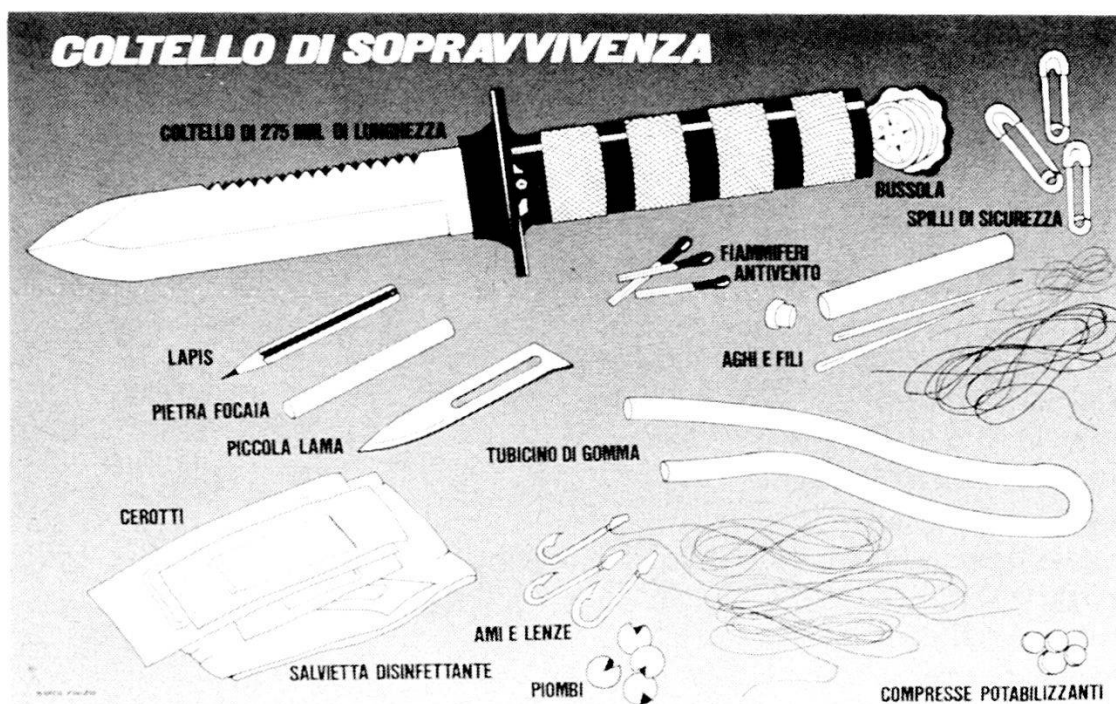 COLTELLO DI SOPRAVVIVENZA
COLTELLO DI 275 MM. DI LUNGHEZZA
BUSSOLA
SPILLI DI SICUREZZA
FIAMMIFERI
ANTIVENTO
LAPIS
AGHI E FILI
PIETRA FOCAIA
PICCOLA LAMA
TUBICINO DI GOMMA
CEROTTI
AMI E LENZE
SALVIETTA DISINFETTANTE
PIOMBI
COMPRESSE POTABILIZZANTI